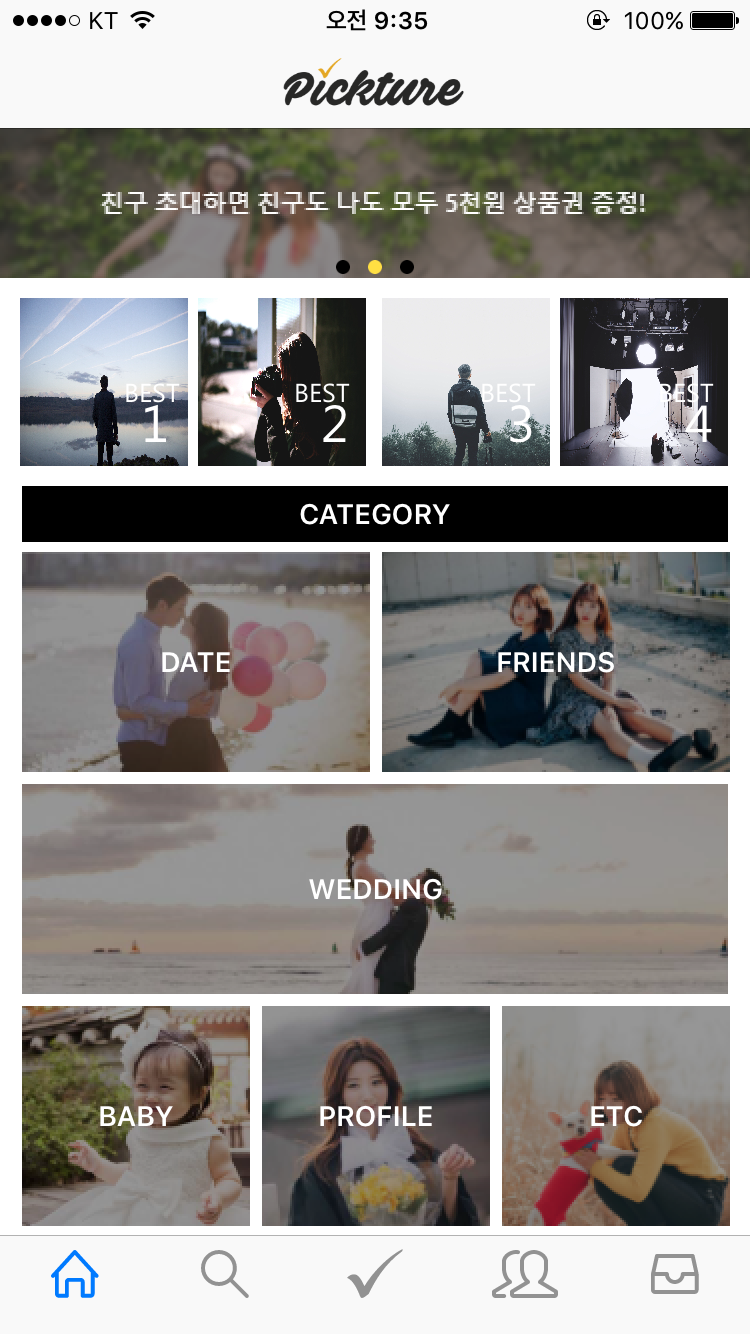 KT 오전 9:35 100%
Pickture
친구 초대하면 친구도 나도 모두 5천원 상품권 증정!
BEST 1
BEST 2
BEST 3
BEST 4
CATEGORY
DATE
FRIENDS
WEDDING
BABY
PROFILE
ETC